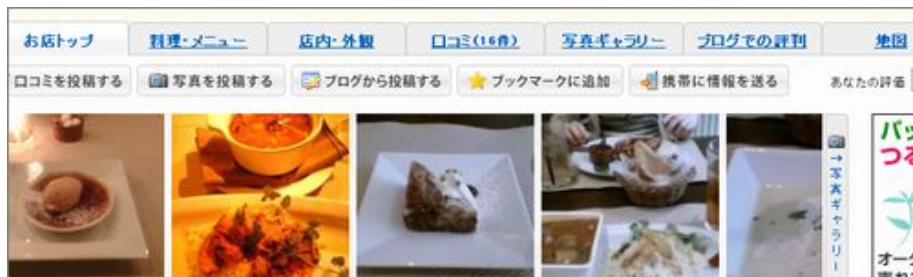 お店トップ 料理・メニュー 店内・外観 口コミ(16件) 写真ギャラリー ブログでの評判 地図
口コミを投稿する 写真を投稿する ブログから投稿する ブックマークに追加 携帯に情報を送る あなたの評価
→写真ギャラリー
パッ
つる
オーク